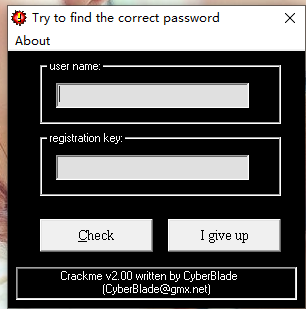 Try to find the correct password
About
user name:
registration key:
Check
I give up
Crackme v2.00 written by CyberBlade
(CyberBlade@gmx.net)